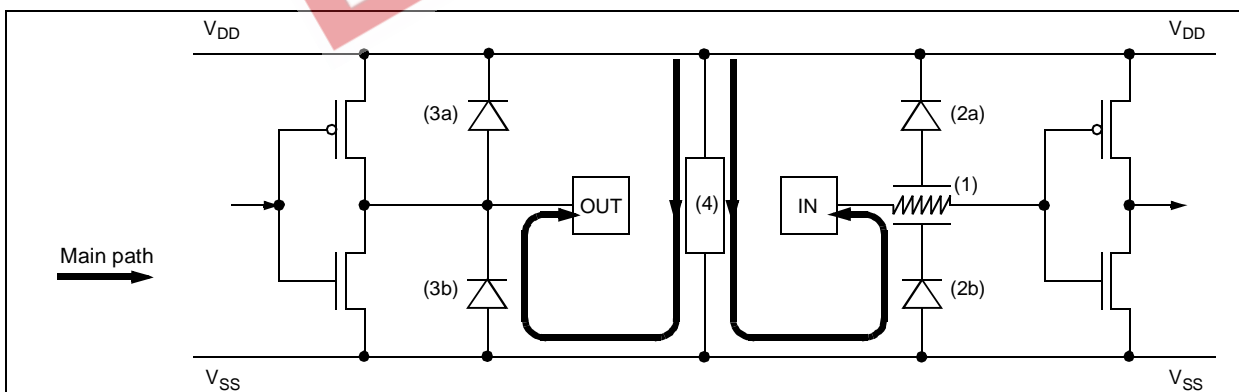 VDD VDD
(3a) (2a)
(1)
OUT (4) IN
Main path
(3b) (2b)
VSS VSS